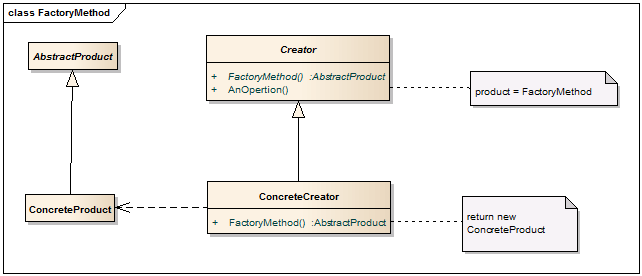 class FactoryMethod
AbstractProduct
Creator
+ FactoryMethod() :AbstractProduct
+ AnOpertion()
product = FactoryMethod
ConcreteProduct
ConcreteCreator
+ FactoryMethod() :AbstractProduct
return new
ConcreteProduct